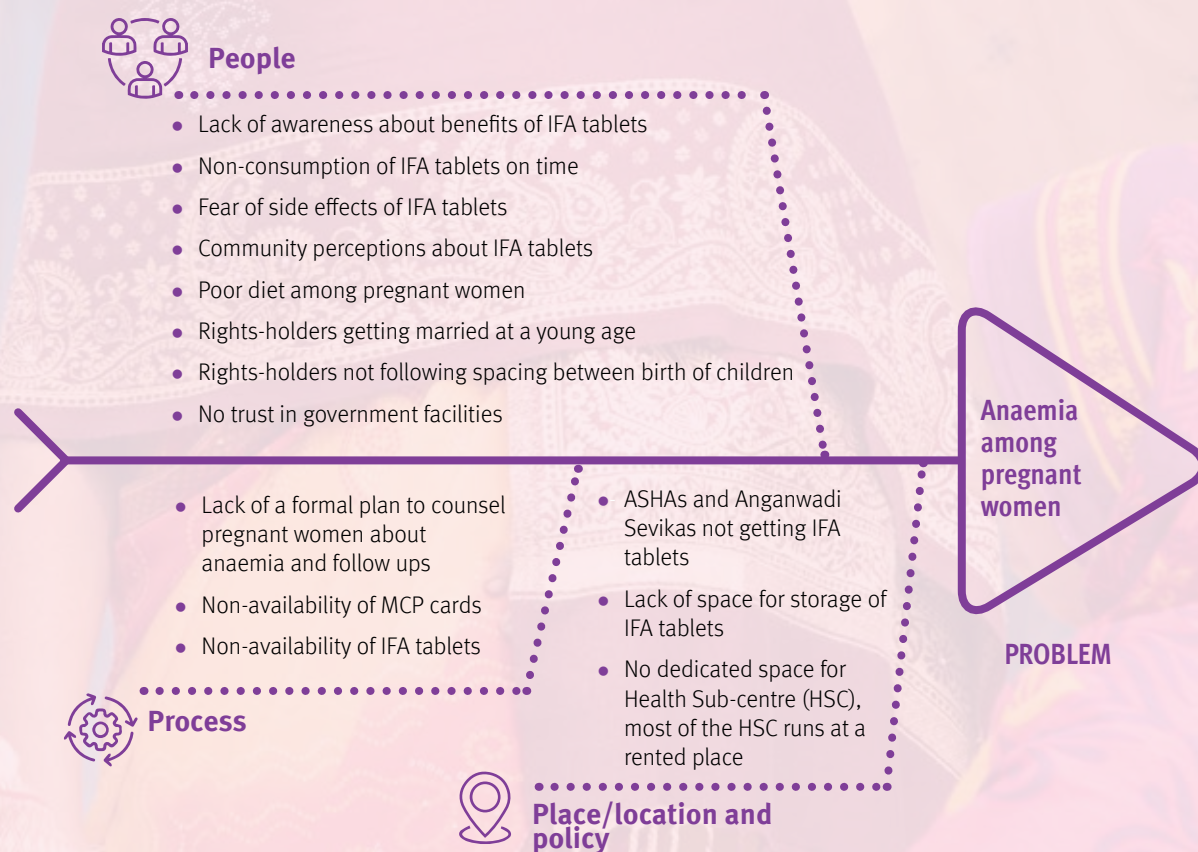 People
Lack of awareness about benefits of IFA tablets
Non-consumption of IFA tablets on time
Fear of side effects of IFA tablets
Community perceptions about IFA tablets
Poor diet among pregnant women
Rights-holders getting married at a young age
Rights-holders not following spacing between birth of children
No trust in government facilities
Anaemia
among
pregnant
women
PROBLEM
Lack of a formal plan to counsel
pregnant women about
anaemia and follow ups
Non-availability of MCP cards
Non-availability of IFA tablets
Process
ASHAs and Anganwadi
Sevikas not getting IFA
tablets
Lack of space for storage of
IFA tablets
No dedicated space for
Health Sub-centre (HSC),
most of the HSC runs at a
rented place
Place/location and
policy